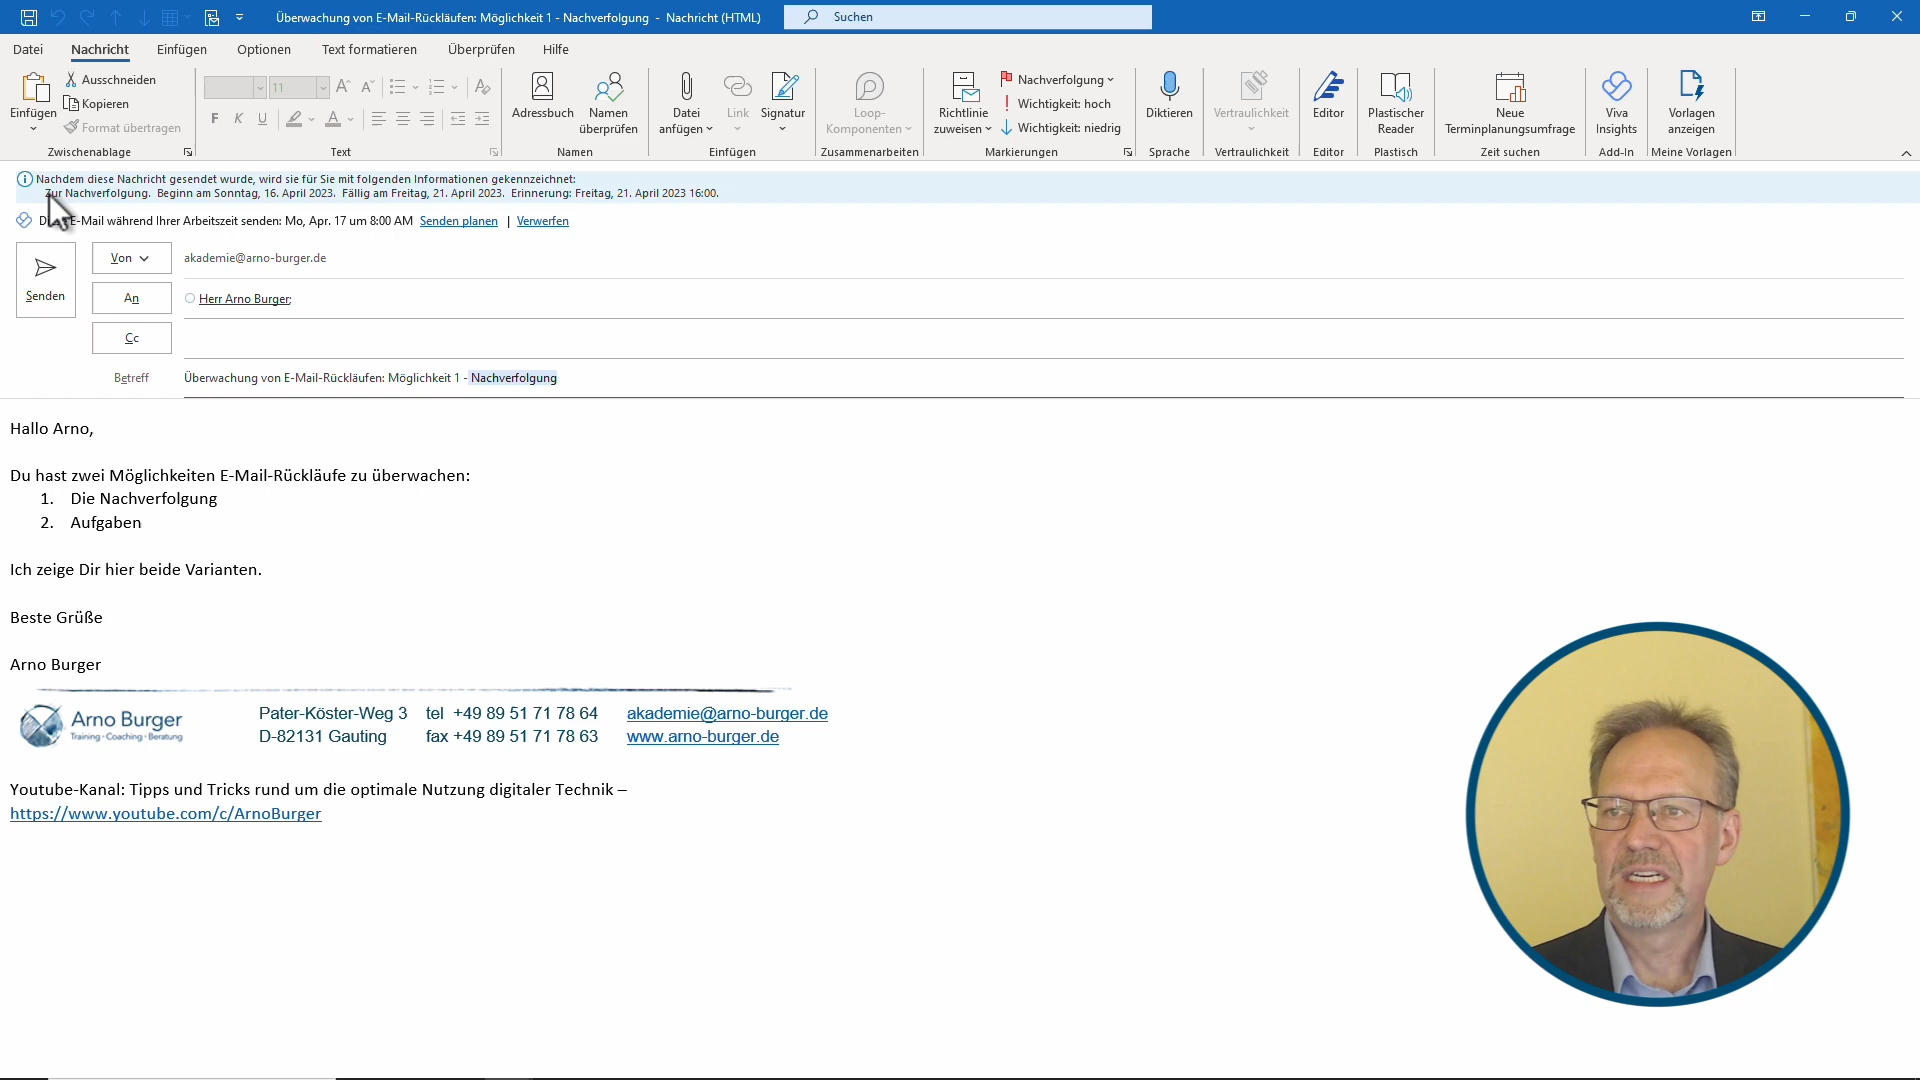 Überwachung von E-Mail-Rückläufen: Möglichkeit 1 - Nachverfolgung - Nachricht (HTML)
Suchen
Datei Nachricht Einfügen Optionen Text formatieren Überprüfen Hilfe
Einfügen
Ausschneiden
Kopieren
Format übertragen
Zwischenablage
11
F K U
Text
Adressbuch
Namen überprüfen
Namen
Datei anfügen
Link
Signatur
Einfügen
Loop-Komponenten
Zusammenarbeiten
Richtlinie zuweisen
Nachverfolgung
Wichtigkeit: hoch
Wichtigkeit: niedrig
Markierungen
Diktieren
Sprache
Vertraulichkeit
Vertraulichkeit
Editor
Editor
Plastischer Reader
Plastisch
Neue Terminplanungsumfrage
Zeit suchen
Viva Insights
Add-In
Vorlagen anzeigen
Meine Vorlagen
Nachdem diese Nachricht gesendet wurde, wird sie für Sie mit folgenden Informationen gekennzeichnet:
Zur Nachverfolgung. Beginn am Sonntag, 16. April 2023. Fällig am Freitag, 21. April 2023. Erinnerung: Freitag, 21. April 2023 16:00.
E-Mail während Ihrer Arbeitszeit senden: Mo, Apr. 17 um 8:00 AM Senden planen | Verwerfen
Senden
Von akademie@arno-burger.de
An Herr Arno Burger;
Cc
Betreff Überwachung von E-Mail-Rückläufen: Möglichkeit 1 - Nachverfolgung
Hallo Arno,
Du hast zwei Möglichkeiten E-Mail-Rückläufe zu überwachen:
1. Die Nachverfolgung
2. Aufgaben
Ich zeige Dir hier beide Varianten.
Beste Grüße
Arno Burger
Arno Burger
Training · Coaching · Beratung
Pater-Köster-Weg 3 tel +49 89 51 71 78 64 akademie@arno-burger.de
D-82131 Gauting fax +49 89 51 71 78 63 www.arno-burger.de
Youtube-Kanal: Tipps und Tricks rund um die optimale Nutzung digitaler Technik –
https://www.youtube.com/c/ArnoBurger